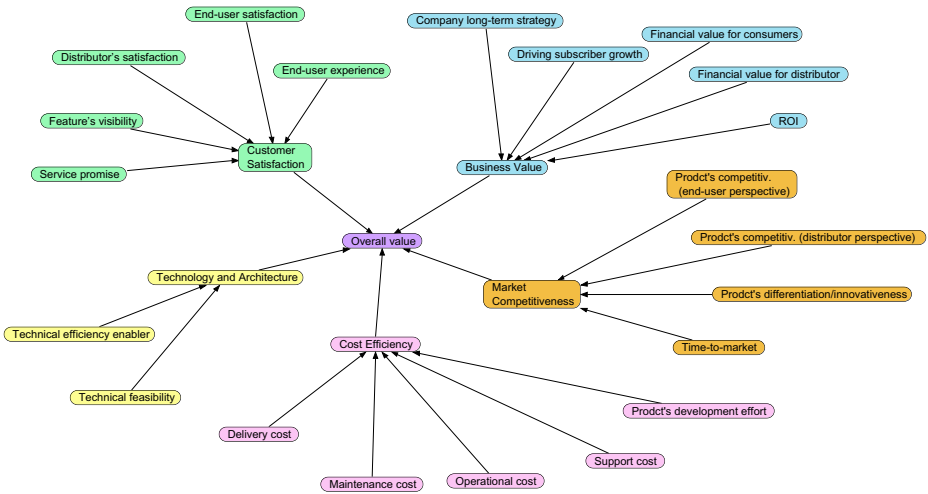 End-user satisfaction
Company long-term strategy
Financial value for consumers
Driving subscriber growth
Distributor's satisfaction
End-user experience
Financial value for distributor
Feature's visibility
ROI
Customer
Satisfaction
Service promise
Business Value
Prodct's competitiv.
(end-user perspective)
Overall value
Prodct's competitiv. (distributor perspective)
Technology and Architecture
Market
Competitiveness
Prodct's differentiation/innovativeness
Technical efficiency enabler
Cost Efficiency
Time-to-market
Technical feasibility
Prodct's development effort
Delivery cost
Support cost
Maintenance cost
Operational cost